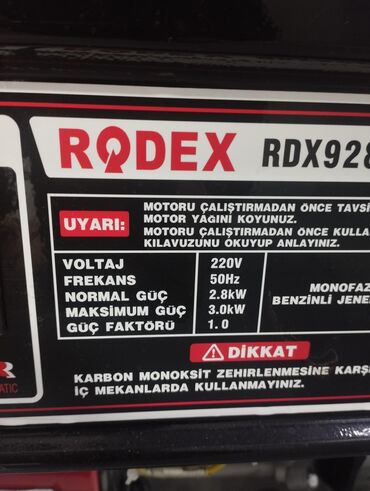 RODEX RDX928
UYARI:
MOTORU ÇALIŞTIRMADAN ÖNCE TAVSİ
MOTOR YAĞINI KOYUNUZ.
MOTORU ÇALIŞTIRMADAN ÖNCE KULLA
KILAVUZUNU OKUYUP ANLAYINIZ.
VOLTAJ 220V
FREKANS 50Hz
NORMAL GÜÇ 2.8kW
MAKSIMUM GÜÇ 3.0kW
GÜÇ FAKTÖRÜ 1.0
MONOFAZ
BENZİNLİ JENE
DİKKAT
KARBON MONOKSİT ZEHİRLENMESİNE KARŞ
İÇ MEKANLARDA KULLANMAYINIZ.
R
ATIC